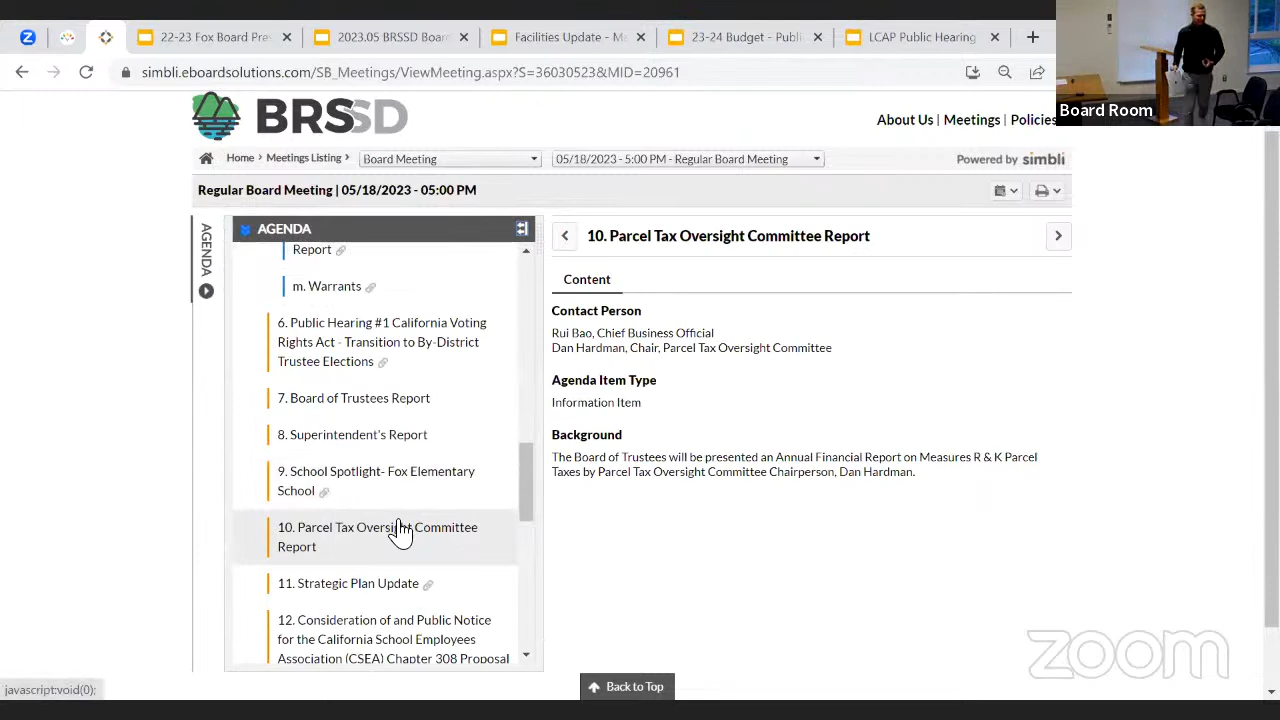 22-23 Fox Board Pre
2023.05 BRSSD Board
Facilities Update - M
23-24 Budget - Publi
LCAP Public Hearing
simbli.eboardsolutions.com/SB_Meetings/ViewMeeting.aspx?S=36030523&MID=20961
Board Room
BRSSD
About Us | Meetings | Policies
Home > Meetings Listing > Board Meeting 05/18/2023 - 5:00 PM - Regular Board Meeting Powered by simbli
Regular Board Meeting | 05/18/2023 - 05:00 PM
AGENDA
AGENDA
Report
m. Warrants
6. Public Hearing #1 California Voting
Rights Act - Transition to By-District
Trustee Elections
7. Board of Trustees Report
8. Superintendent's Report
9. School Spotlight- Fox Elementary
School
10. Parcel Tax Oversight Committee
Report
11. Strategic Plan Update
12. Consideration of and Public Notice
for the California School Employees
Association (CSEA) Chapter 308 Proposal
10. Parcel Tax Oversight Committee Report
Content
Contact Person
Rui Bao, Chief Business Official
Dan Hardman, Chair, Parcel Tax Oversight Committee
Agenda Item Type
Information Item
Background
The Board of Trustees will be presented an Annual Financial Report on Measures R & K Parcel
Taxes by Parcel Tax Oversight Committee Chairperson, Dan Hardman.
zoom
Back to Top
javascript:void(0);